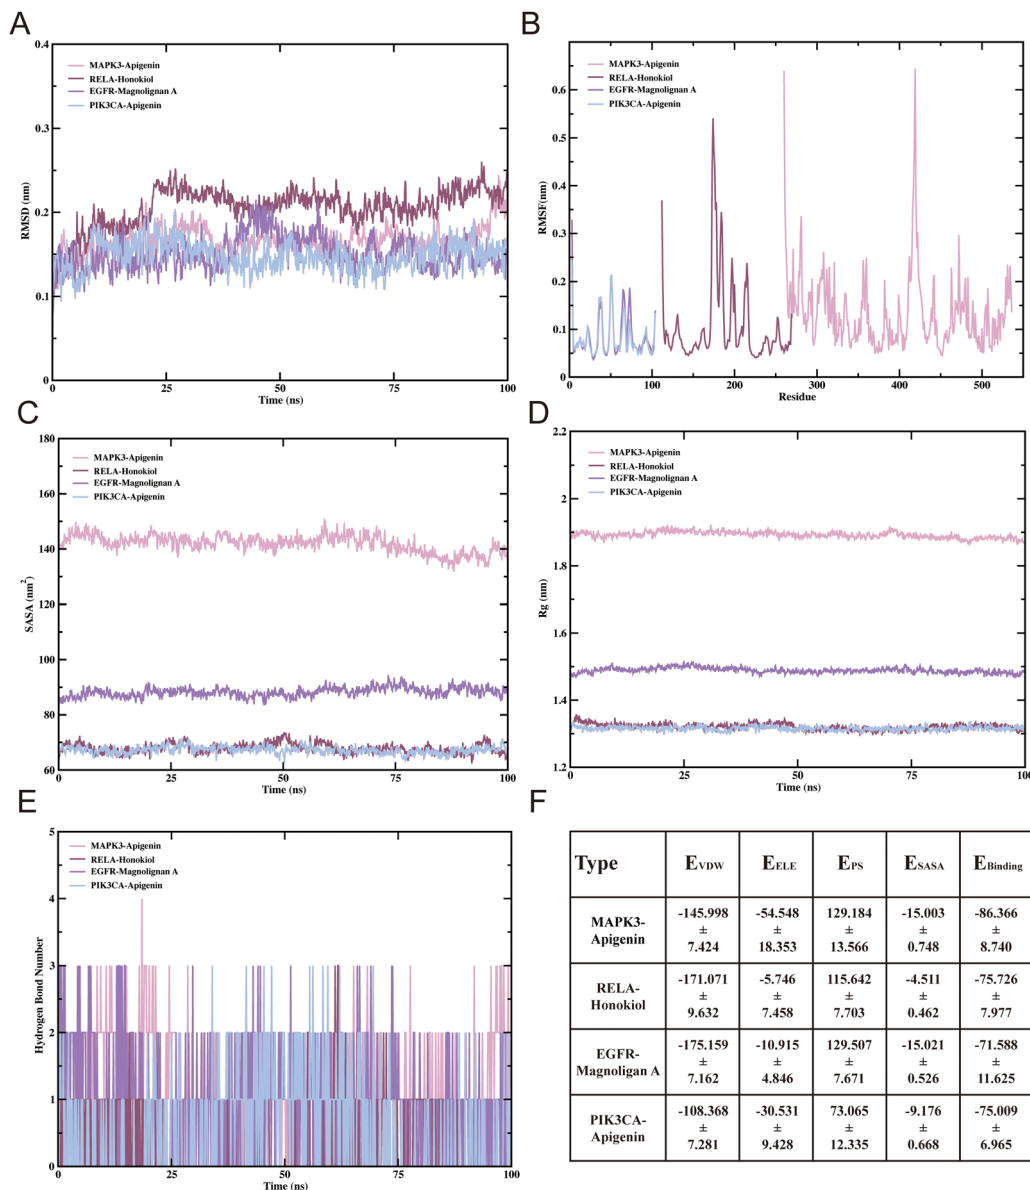 A
0.4
0.3
0.2
0.1
0
RMSD (nm)
MAPK3-Apigenin
RELA-Honokiol
EGFR-Magnolignan A
PIK3CA-Apigenin
0
25
50
75
100
Time (ns)
B
0.6
0.5
0.4
0.3
0.2
0.1
0
RMSF(nm)
MAPK3-Apigenin
RELA-Honokiol
EGFR-Magnolignan A
PIK3CA-Apigenin
0
100
200
300
400
500
Residue
C
180
160
140
120
100
80
60
SASA (nm²)
MAPK3-Apigenin
RELA-Honokiol
EGFR-Magnolignan A
PIK3CA-Apigenin
0
25
50
75
100
Time (ns)
D
2.2
2
1.8
1.6
1.4
1.2
Rg (nm)
MAPK3-Apigenin
RELA-Honokiol
EGFR-Magnolignan A
PIK3CA-Apigenin
0
25
50
75
100
Time (ns)
E
5
4
3
2
1
0
Hydrogen Bond Number
MAPK3-Apigenin
RELA-Honokiol
EGFR-Magnolignan A
PIK3CA-Apigenin
0
25
50
75
100
Time (ns)
F
Type EVDW EELE EPS ESASA EBinding
MAPK3-
Apigenin
-145.998 -54.548 129.184 -15.003 -86.366
± ± ± ± ±
7.424 18.353 13.566 0.748 8.740
RELA-
Honokiol
-171.071 -5.746 115.642 -4.511 -75.726
± ± ± ± ±
9.632 7.458 7.703 0.462 7.977
EGFR-
Magnoligan A
-175.159 -10.915 129.507 -15.021 -71.588
± ± ± ± ±
7.162 4.846 7.671 0.526 11.625
PIK3CA-
Apigenin
-108.368 -30.531 73.065 -9.176 -75.009
± ± ± ± ±
7.281 9.428 12.335 0.668 6.965